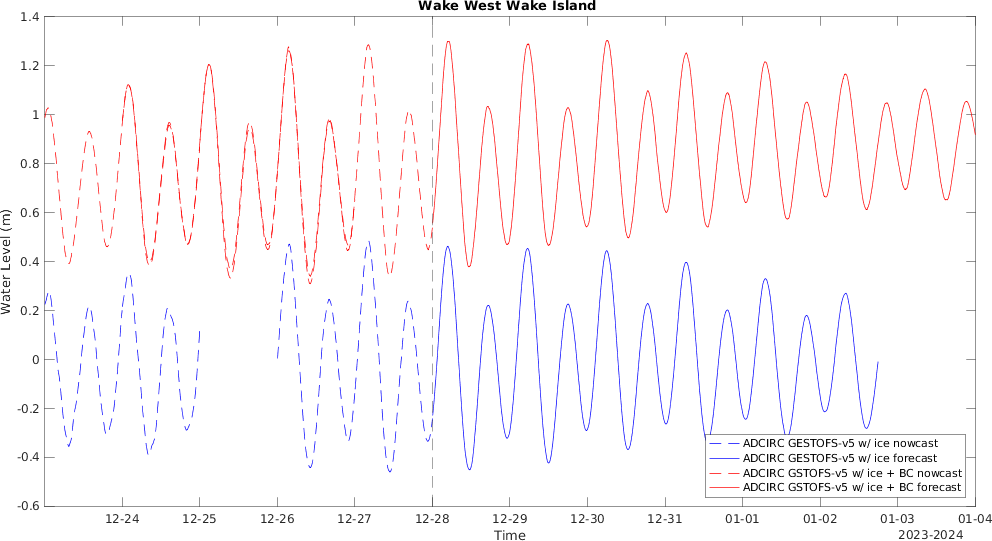 Wake West Wake Island
1.4
1.2
1
0.8
0.6
0.4
0.2
0
-0.2
-0.4
-0.6
Water Level (m)
ADCIRC GESTOFS-v5 w/ ice nowcast
ADCIRC GESTOFS-v5 w/ ice forecast
ADCIRC GSTOFS-v5 w/ ice + BC nowcast
ADCIRC GSTOFS-v5 w/ ice + BC forecast
12-24 12-25 12-26 12-27 12-28 12-29 12-30 12-31 01-01 01-02 01-03 01-04
Time
2023-2024